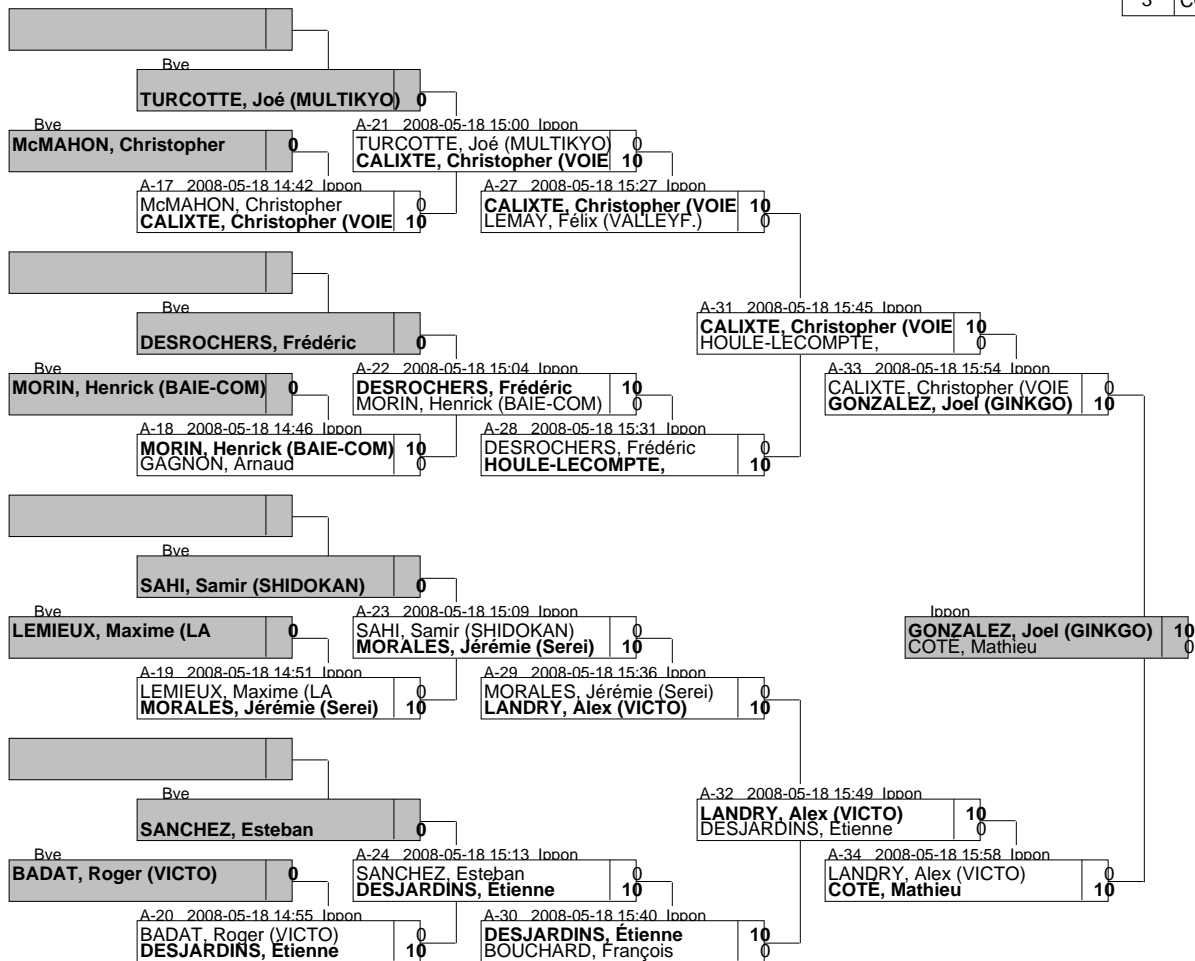 3
Bye
TURCOTTE, Joé (MULTIKYO) 0
Bye
McMAHON, Christopher 0
A-21 2008-05-18 15:00 Ippon
TURCOTTE, Joé (MULTIKYO) 0
CALIXTE, Christopher (VOIE 10
A-17 2008-05-18 14:42 Ippon
McMAHON, Christopher 0
CALIXTE, Christopher (VOIE 10
A-27 2008-05-18 15:27 Ippon
CALIXTE, Christopher (VOIE 10
LEMAY, Félix (VALLEYF.) 0
Bye
DESROCHERS, Frédéric 0
A-31 2008-05-18 15:45 Ippon
CALIXTE, Christopher (VOIE 10
HOULE-LECOMPTE, 0
Bye
MORIN, Henrick (BAIE-COM) 0
A-22 2008-05-18 15:04 Ippon
DESROCHERS, Frédéric 10
MORIN, Henrick (BAIE-COM) 0
A-33 2008-05-18 15:54 Ippon
CALIXTE, Christopher (VOIE 0
GONZALEZ, Joel (GINKGO) 10
A-18 2008-05-18 14:46 Ippon
MORIN, Henrick (BAIE-COM) 10
GAGNON, Arnaud 0
A-28 2008-05-18 15:31 Ippon
DESROCHERS, Frédéric 0
HOULE-LECOMPTE, 10
Bye
SAHI, Samir (SHIDOKAN) 0
Bye
LEMIEUX, Maxime (LA 0
A-23 2008-05-18 15:09 Ippon
SAHI, Samir (SHIDOKAN) 0
MORALES, Jérémie (Serei) 10
Ippon
GONZALEZ, Joel (GINKGO) 10
COTÉ, Mathieu 0
A-19 2008-05-18 14:51 Ippon
LEMIEUX, Maxime (LA 0
MORALES, Jérémie (Serei) 10
A-29 2008-05-18 15:36 Ippon
MORALES, Jérémie (Serei) 0
LANDRY, Alex (VICTO) 10
Bye
SANCHEZ, Esteban 0
A-32 2008-05-18 15:49 Ippon
LANDRY, Alex (VICTO) 10
DESJARDINS, Étienne 0
Bye
BADAT, Roger (VICTO) 0
A-24 2008-05-18 15:13 Ippon
SANCHEZ, Esteban 0
DESJARDINS, Étienne 10
A-34 2008-05-18 15:58 Ippon
LANDRY, Alex (VICTO) 0
COTÉ, Mathieu 10
A-20 2008-05-18 14:55 Ippon
BADAT, Roger (VICTO) 0
DESJARDINS, Étienne 10
A-30 2008-05-18 15:40 Ippon
DESJARDINS, Étienne 10
BOUCHARD, François 0